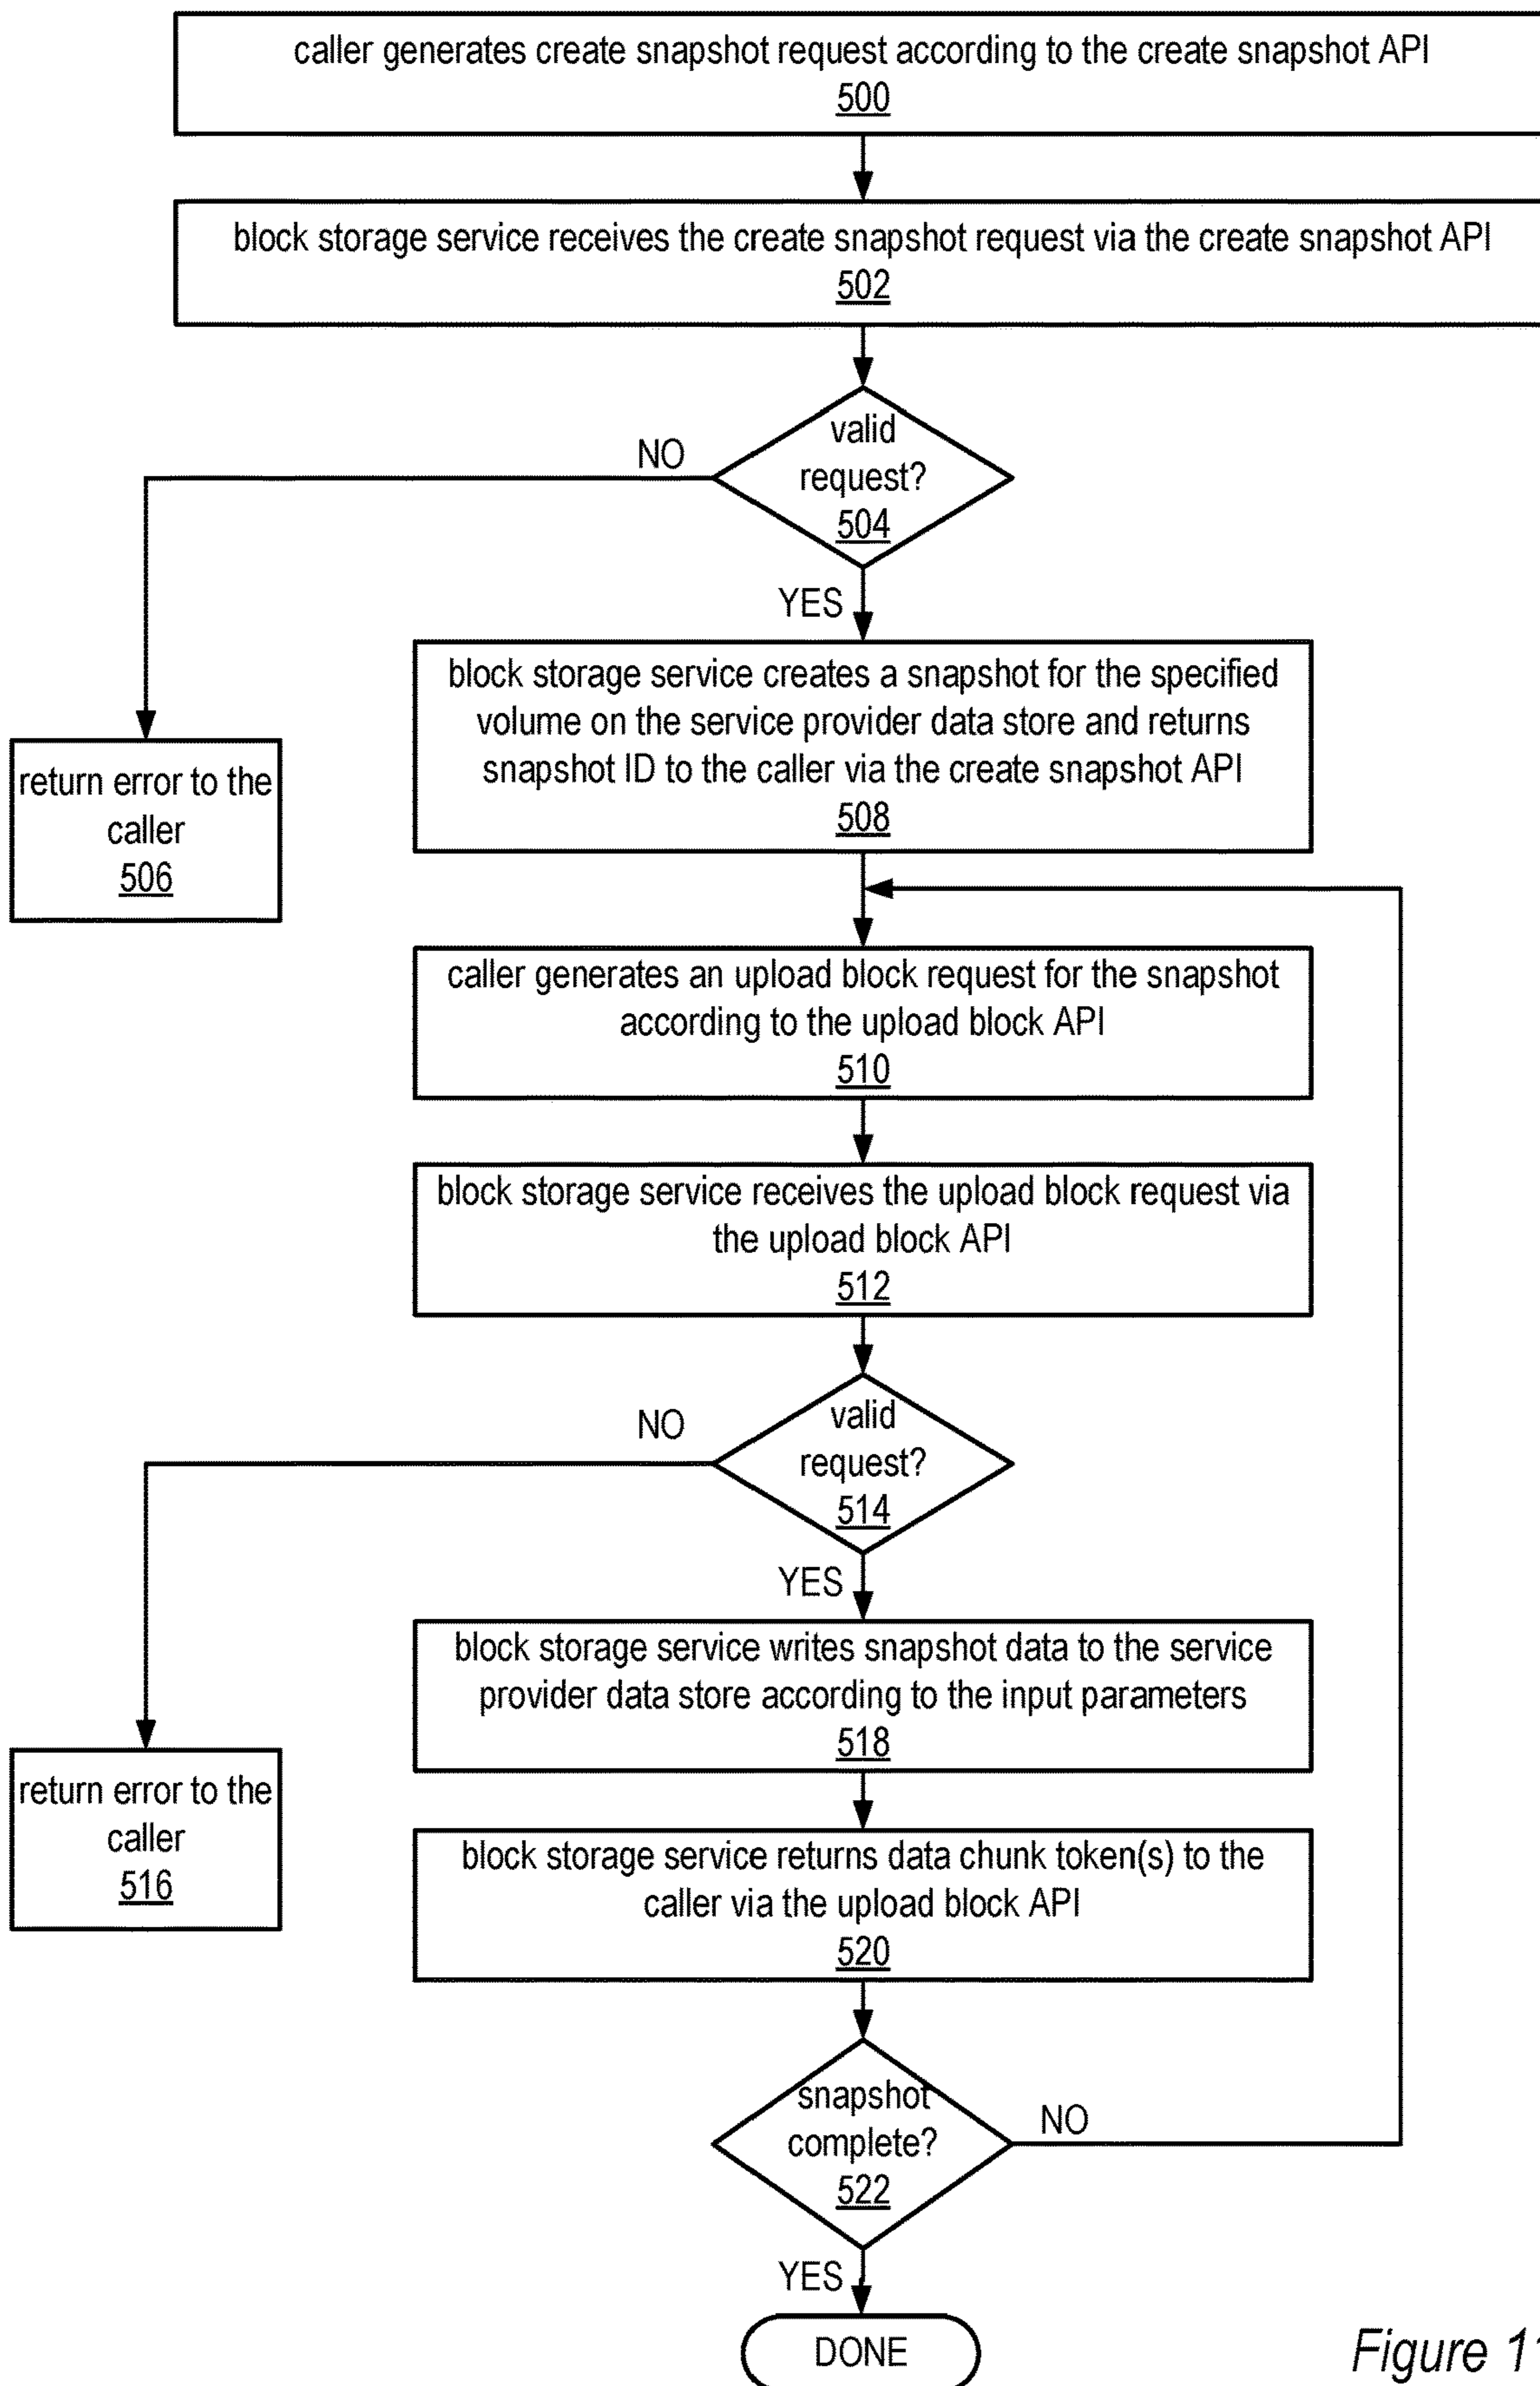 caller generates create snapshot request according to the create snapshot API
500
block storage service receives the create snapshot request via the create snapshot API
502
valid
request?
504
NO
YES
block storage service creates a snapshot for the specified
volume on the service provider data store and returns
snapshot ID to the caller via the create snapshot API
508
return error to the
caller
506
caller generates an upload block request for the snapshot
according to the upload block API
510
block storage service receives the upload block request via
the upload block API
512
valid
request?
514
NO
YES
block storage service writes snapshot data to the service
provider data store according to the input parameters
518
return error to the
caller
516
block storage service returns data chunk token(s) to the
caller via the upload block API
520
snapshot
complete?
522
NO
YES
DONE
Figure 11